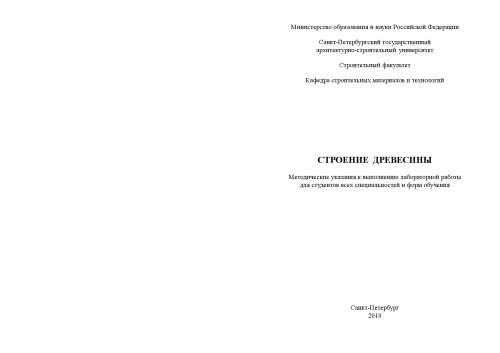 Министерство образования и науки Российской Федерации
Санкт-Петербургский государственный
архитектурно-строительный университет
Строительный факультет
Кафедра строительных материалов и технологий
СТРОЕНИЕ ДРЕВЕСИНЫ
Методические указания к выполнению лабораторной работы
для студентов всех специальностей и форм обучения
Санкт-Петербург
2010